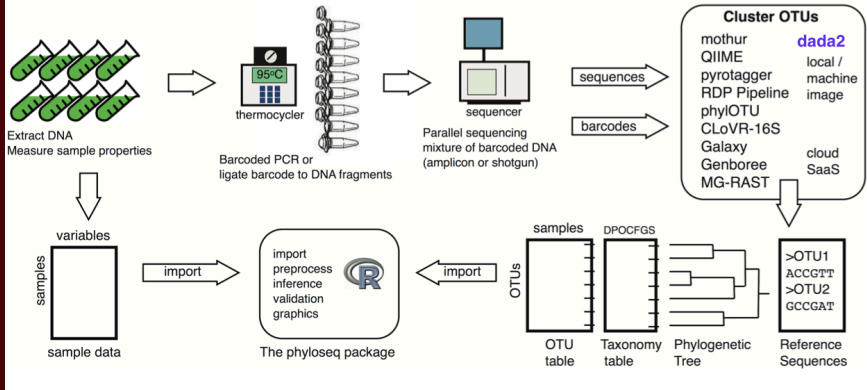 Extract DNA
Measure sample properties
95ºC
thermocycler
Barcoded PCR or
ligate barcode to DNA fragments
sequencer
Parallel sequencing
mixture of barcoded DNA
(amplicon or shotgun)
sequences
barcodes
Cluster OTUs
mothur
QIIME
pyrotagger
RDP Pipeline
phylOTU
CLoVR-16S
Galaxy
Genboree
MG-RAST
dada2
local /
machine
image
cloud
SaaS
variables
samples
sample data
import
import
preprocess
inference
validation
graphics
R
The phyloseq package
import
samples
OTUs
OTU
table
DPOCFGS
Taxonomy
table
Phylogenetic
Tree
>OTU1
ACCGTT
>OTU2
GCCGAT
Reference
Sequences